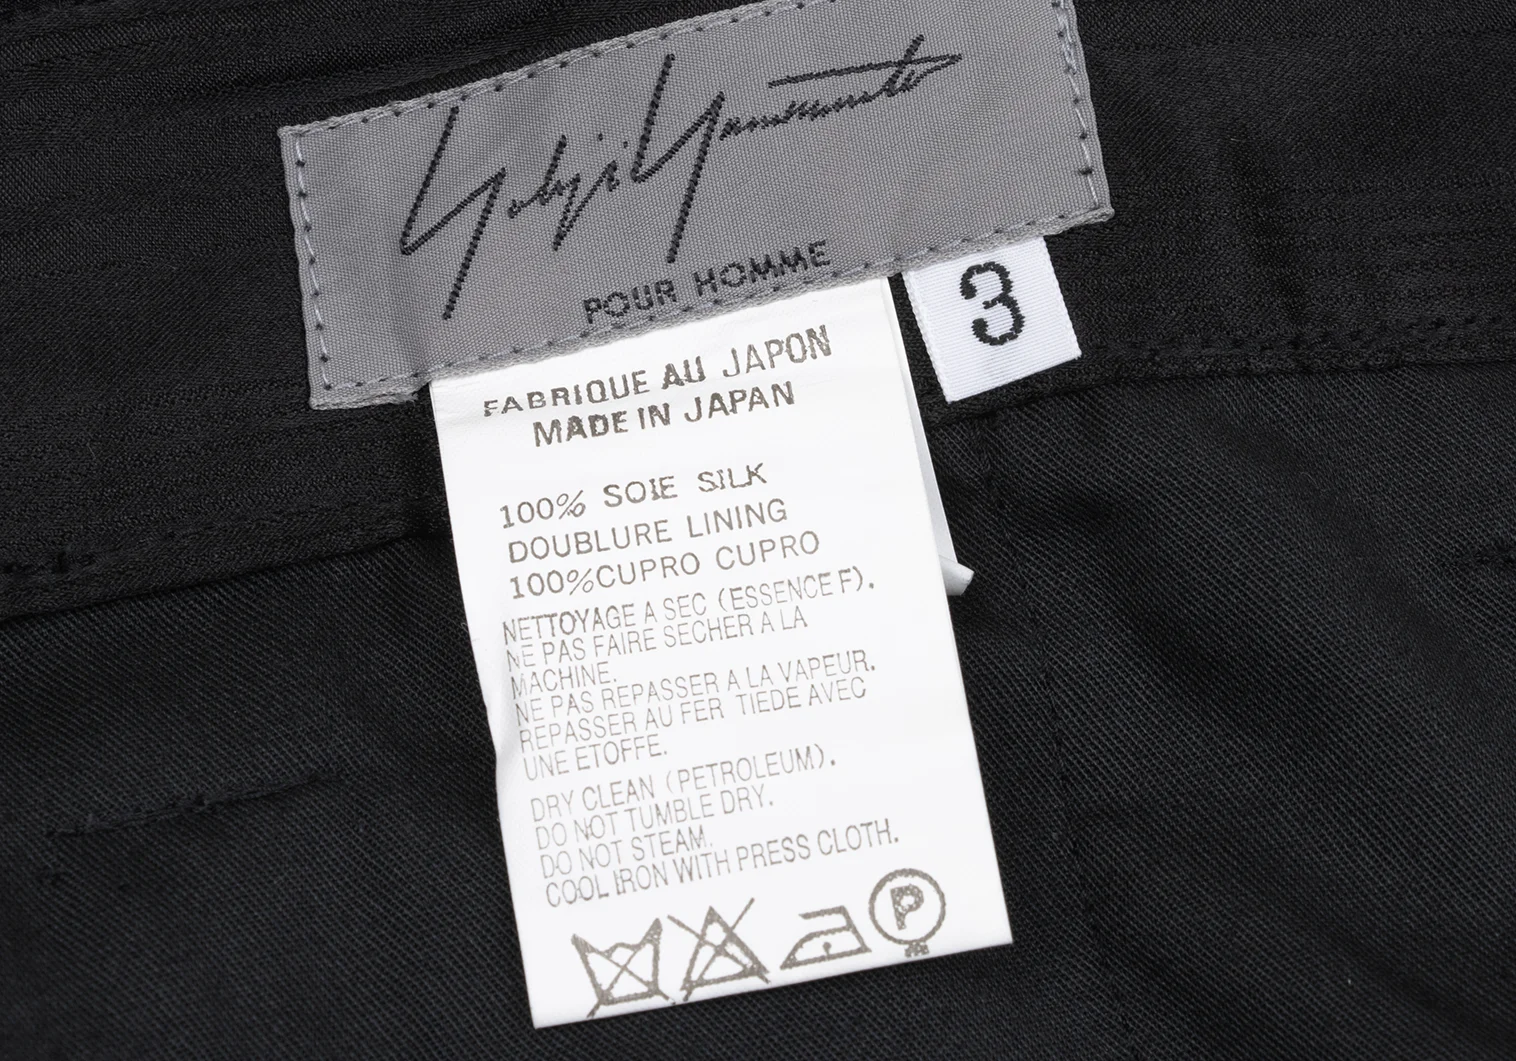 Yohji Yamamoto
POUR HOMME
3
FABRIQUE AU JAPON
MADE IN JAPAN
100% SOIE SILK
DOUBLURE LINING
100%CUPRO CUPRO
NETTOYAGE A SEC (ESSENCE F).
NE PAS FAIRE SECHER A LA
MACHINE.
NE PAS REPASSER A LA VAPEUR.
REPASSER AU FER TIEDE AVEC
UNE ETOFFE.
DRY CLEAN (PETROLEUM).
DO NOT TUMBLE DRY.
DO NOT STEAM.
COOL IRON WITH PRESS CLOTH.
P